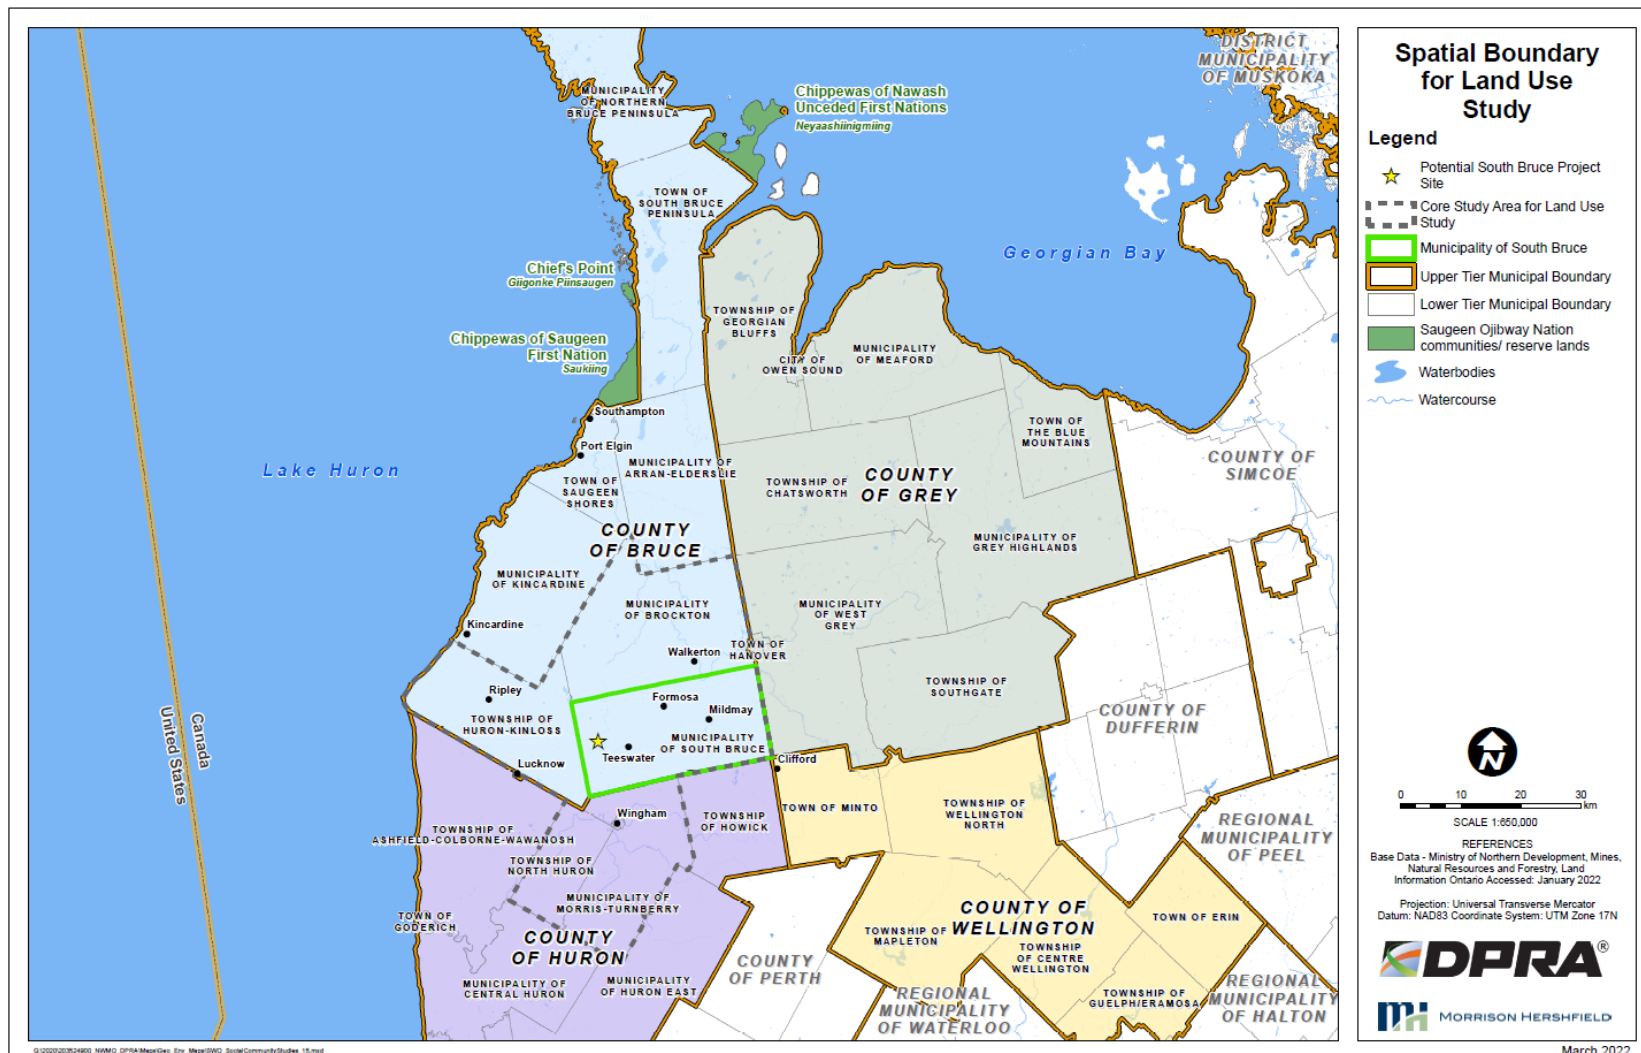 DISTRICT
MUNICIPALITY
OF MUSKOKA
Chippewas of Nawash
Unceded First Nations
Neyaashiinigmiing
MUNICIPALITY
OF NORTHERN
BRUCE PENINSULA
TOWN OF
SOUTH BRUCE
PENINSULA
Georgian Bay
Chief's Point
Giigonke Piinsaugen
TOWNSHIP OF
GEORGIAN
BLUFFS
Chippewas of Saugeen
First Nation
Saukiing
CITY OF
OWEN SOUND
MUNICIPALITY
OF MEAFORD
Southampton
Port Elgin
TOWN OF
THE BLUE
MOUNTAINS
Lake Huron
MUNICIPALITY OF
ARRAN-ELDERSLIE
TOWN OF
SAUGEEN
SHORES
TOWNSHIP OF
CHATSWORTH
COUNTY
OF GREY
COUNTY OF
SIMCOE
COUNTY
OF BRUCE
MUNICIPALITY OF
GREY HIGHLANDS
MUNICIPALITY
OF KINCARDINE
MUNICIPALITY
OF BROCKTON
MUNICIPALITY
OF WEST
GREY
Kincardine
Walkerton
TOWN OF
HANOVER
Ripley
Formosa
Mildmay
TOWNSHIP OF
SOUTHGATE
TOWNSHIP OF
HURON-KINLOSS
MUNICIPALITY
OF SOUTH BRUCE
Teeswater
COUNTY OF
DUFFERIN
Canada
United States
Lucknow
Clifford
Wingham
TOWNSHIP
OF HOWICK
TOWN OF MINTO
TOWNSHIP OF
WELLINGTON
NORTH
TOWNSHIP OF
ASHFIELD-COLBORNE-WAWANOSH
REGIONAL
MUNICIPALITY
OF PEEL
TOWNSHIP OF
NORTH HURON
MUNICIPALITY OF
MORRIS-TURNBERRY
TOWN OF
GODERICH
COUNTY
OF HURON
COUNTY OF
WELLINGTON
TOWN OF ERIN
TOWNSHIP OF
MAPLETON
TOWNSHIP
OF CENTRE
WELLINGTON
COUNTY
OF PERTH
MUNICIPALITY OF
CENTRAL HURON
MUNICIPALITY
OF HURON EAST
REGIONAL
MUNICIPALITY
OF WATERLOO
TOWNSHIP OF
GUELPH/ERAMOSA
REGIONAL
MUNICIPALITY
OF HALTON
Spatial Boundary
for Land Use
Study
Legend
Potential South Bruce Project
Site
Core Study Area for Land Use
Study
Municipality of South Bruce
Upper Tier Municipal Boundary
Lower Tier Municipal Boundary
Saugeen Ojibway Nation
communities/ reserve lands
Waterbodies
Watercourse
N
0 10 20 30
km
SCALE 1:650,000
REFERENCES
Base Data - Ministry of Northern Development, Mines,
Natural Resources and Forestry, Land
Information Ontario Accessed: January 2022
Projection: Universal Transverse Mercator
Datum: NAD83 Coordinate System: UTM Zone 17N
DPRA®
MH MORRISON HERSHFIELD
March 2022